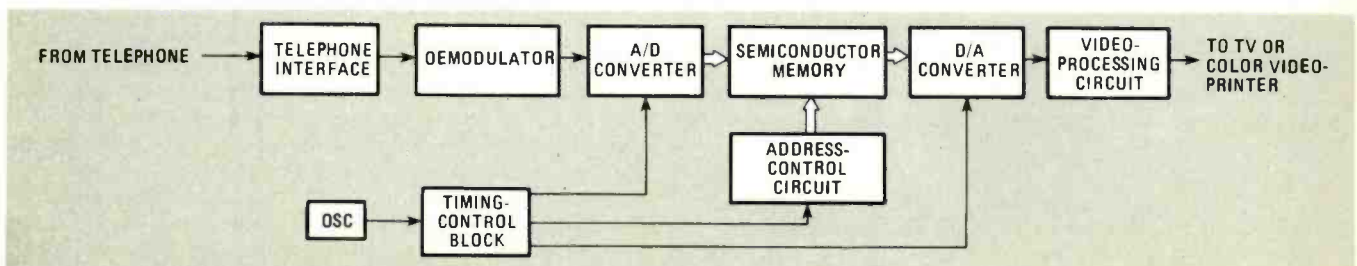 FROM TELEPHONE
TELEPHONE
INTERFACE
OEMODULATOR
A/D
CONVERTER
SEMICONDUCTOR
MEMORY
D/A
CONVERTER
VIDEO-
PROCESSING
CIRCUIT
TO TV OR
COLOR VIDEO-
PRINTER
ADDRESS-
CONTROL
CIRCUIT
OSC
TIMING-
CONTROL
BLOCK